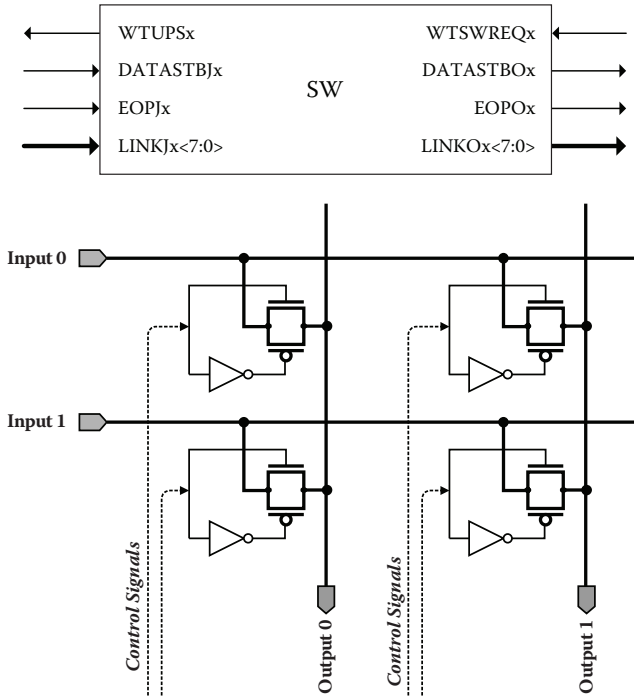 WTUPSx
WTSWREQx
DATASTBJx
DATASTBOx
SW
EOPJx
EOPOx
LINKJx<7:0>
LINKOx<7:0>
Input 0
Input 1
Control Signals
Output 0
Control Signals
Output 1